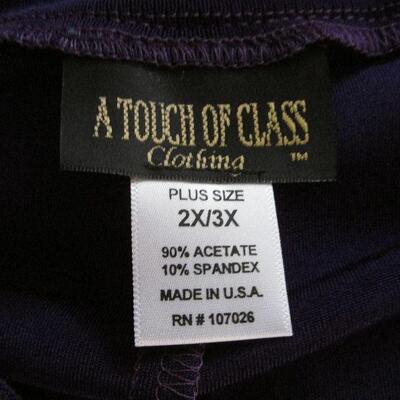 A TOUCH OF CLASS
Clothing ™
PLUS SIZE
2X/3X
90% ACETATE
10% SPANDEX
MADE IN U.S.A.
RN # 107026